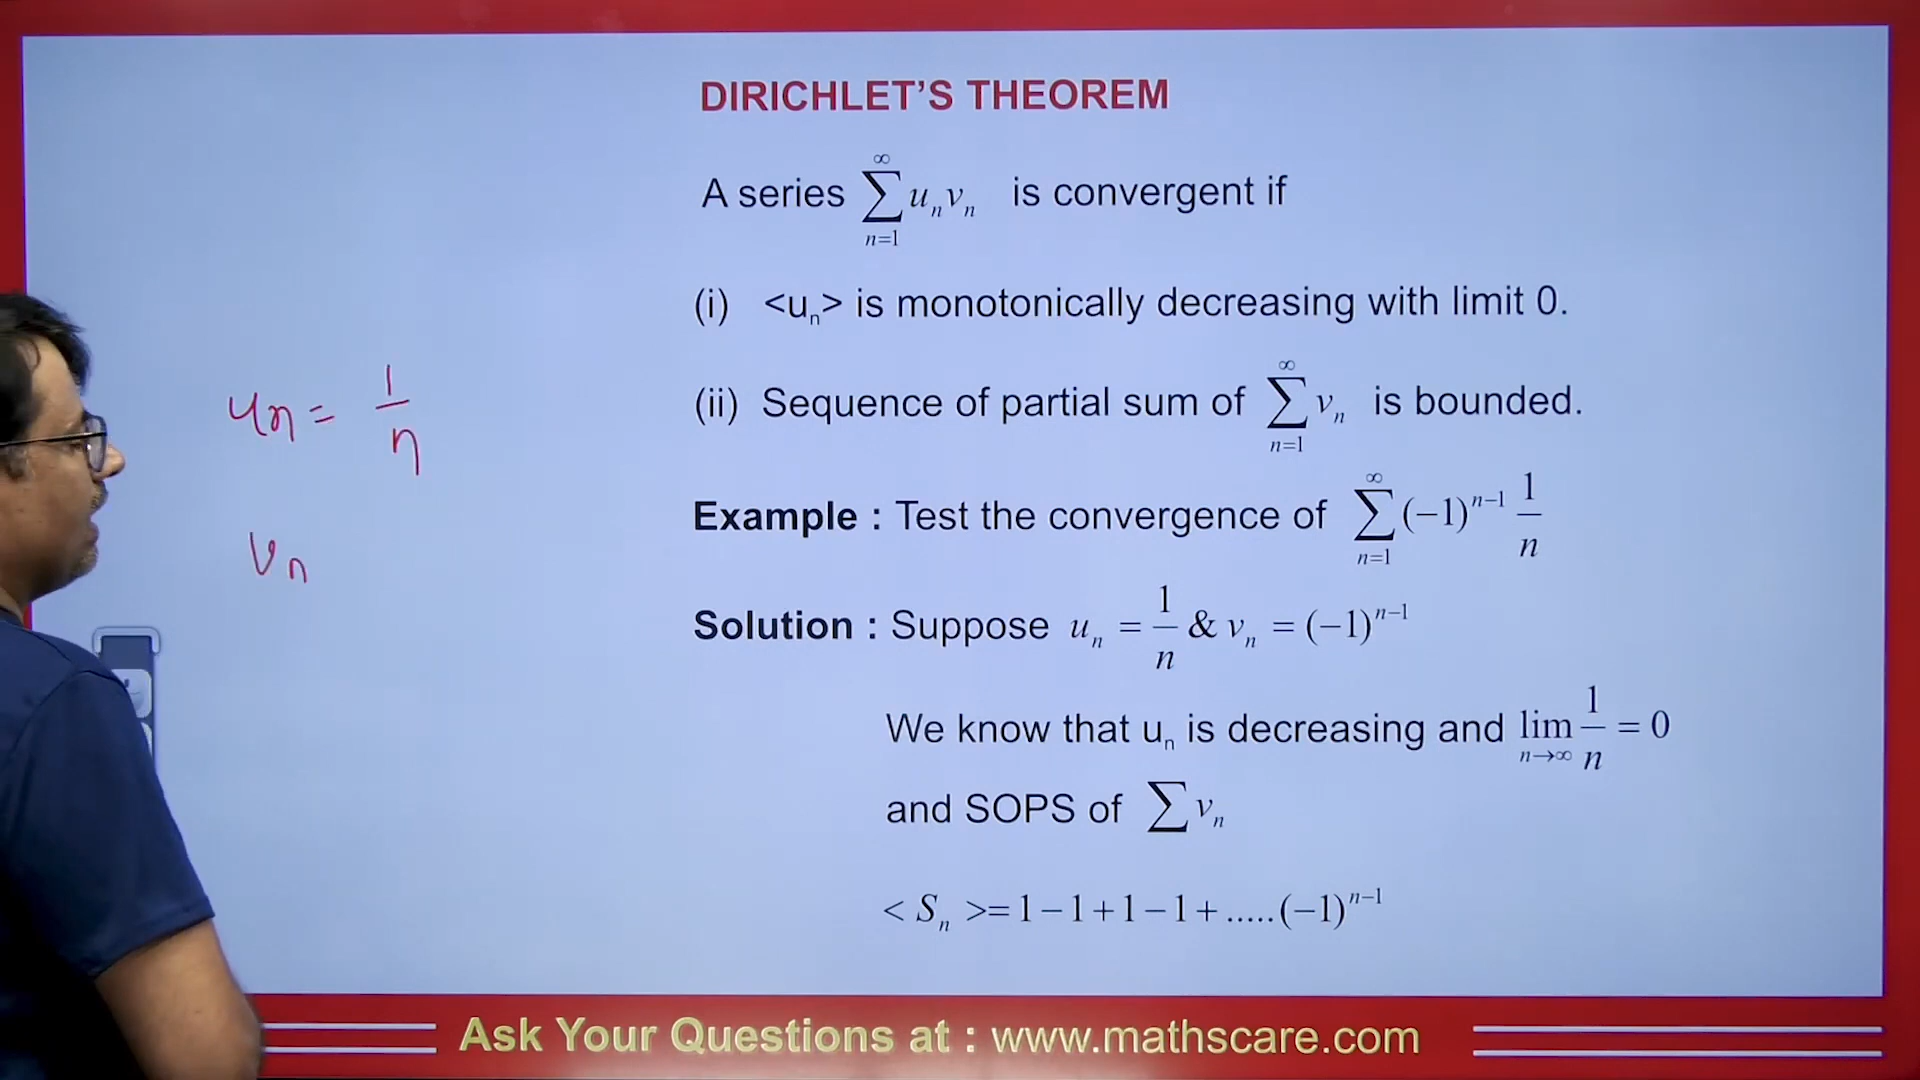 DIRICHLET'S THEOREM
A series ∑_{n=1}^{∞} u_n v_n is convergent if
(i) <u_n> is monotonically decreasing with limit 0.
(ii) Sequence of partial sum of ∑_{n=1}^{∞} v_n is bounded.
u_n = 1/n
v_n
Example : Test the convergence of ∑_{n=1}^{∞} (−1)^{n−1} 1/n
Solution : Suppose u_n = 1/n & v_n = (−1)^{n−1}
We know that u_n is decreasing and lim_{n→∞} 1/n = 0
and SOPS of ∑ v_n
< S_n >= 1 − 1 + 1 − 1 + .....(−1)^{n−1}
Ask Your Questions at : www.mathscare.com